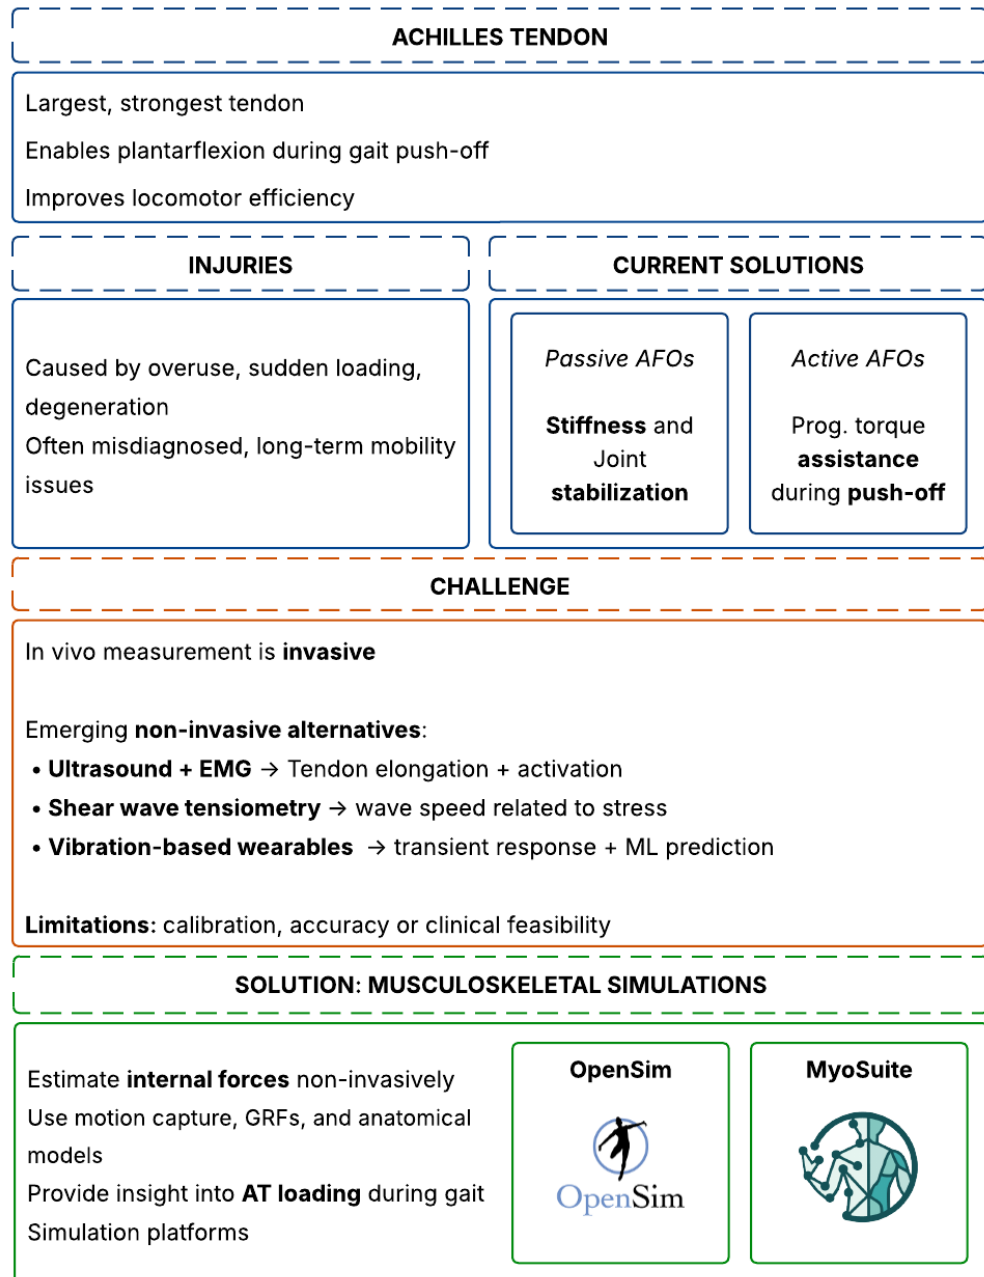 ACHILLES TENDON
Largest, strongest tendon
Enables plantarflexion during gait push-off
Improves locomotor efficiency
INJURIES
Caused by overuse, sudden loading,
degeneration
Often misdiagnosed, long-term mobility
issues
CURRENT SOLUTIONS
Passive AFOs
Stiffness and
Joint
stabilization
Active AFOs
Prog. torque
assistance
during push-off
CHALLENGE
In vivo measurement is invasive
Emerging non-invasive alternatives:
• Ultrasound + EMG → Tendon elongation + activation
• Shear wave tensiometry → wave speed related to stress
• Vibration-based wearables → transient response + ML prediction
Limitations: calibration, accuracy or clinical feasibility
SOLUTION: MUSCULOSKELETAL SIMULATIONS
Estimate internal forces non-invasively
Use motion capture, GRFs, and anatomical
models
Provide insight into AT loading during gait
Simulation platforms
OpenSim
OpenSim
MyoSuite